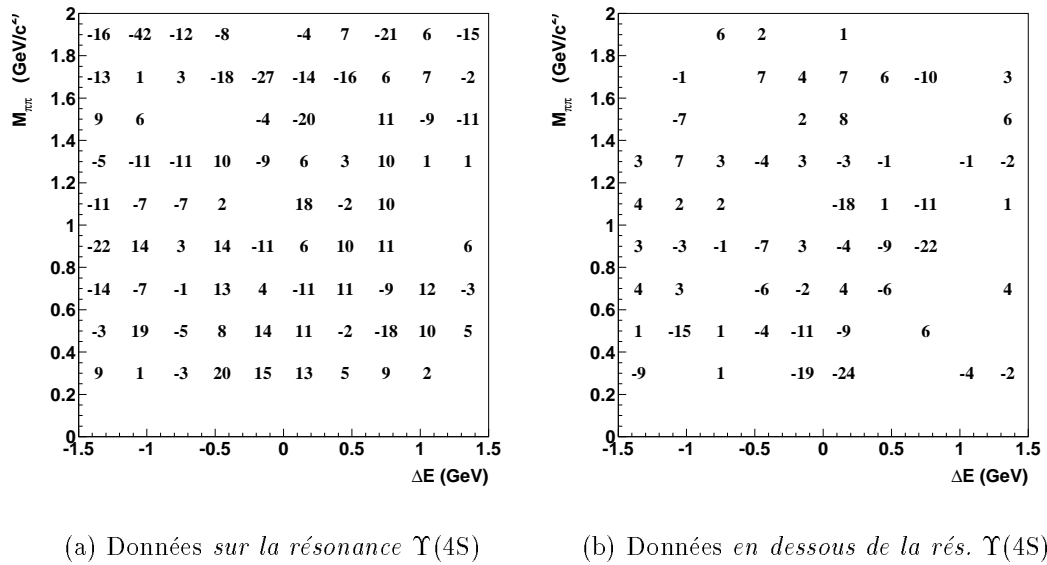 M_ππ (GeV/c²)
2
1.8
1.6
1.4
1.2
1
0.8
0.6
0.4
0.2
0
-16 -42 -12 -8 -4 7 -21 6 -15
-13 1 3 -18 -27 -14 -16 6 7 -2
9 6 -4 -20 11 -9 -11
-5 -11 -11 10 -9 6 3 10 1 1
-11 -7 -7 2 18 -2 10
-22 14 3 14 -11 6 10 11 6
-14 -7 -1 13 4 -11 11 -9 12 -3
-3 19 -5 8 14 11 -2 -18 10 5
9 1 -3 20 15 13 5 9 2
-1.5 -1 -0.5 0 0.5 1 1.5
ΔE (GeV)
(a) Données sur la résonance ϒ(4S)
M_ππ (GeV/c²)
2
1.8
1.6
1.4
1.2
1
0.8
0.6
0.4
0.2
0
6 2 1
-1 7 4 7 6 -10 3
-7 2 8 6
3 7 3 -4 3 -3 -1 -1 -2
4 2 2 -18 1 -11 1
3 -3 -1 -7 3 -4 -9 -22
4 3 -6 -2 4 -6 4
1 -15 1 -4 -11 -9 6
-9 1 -19 -24 -4 -2
-1.5 -1 -0.5 0 0.5 1 1.5
ΔE (GeV)
(b) Données en dessous de la rés. ϒ(4S)